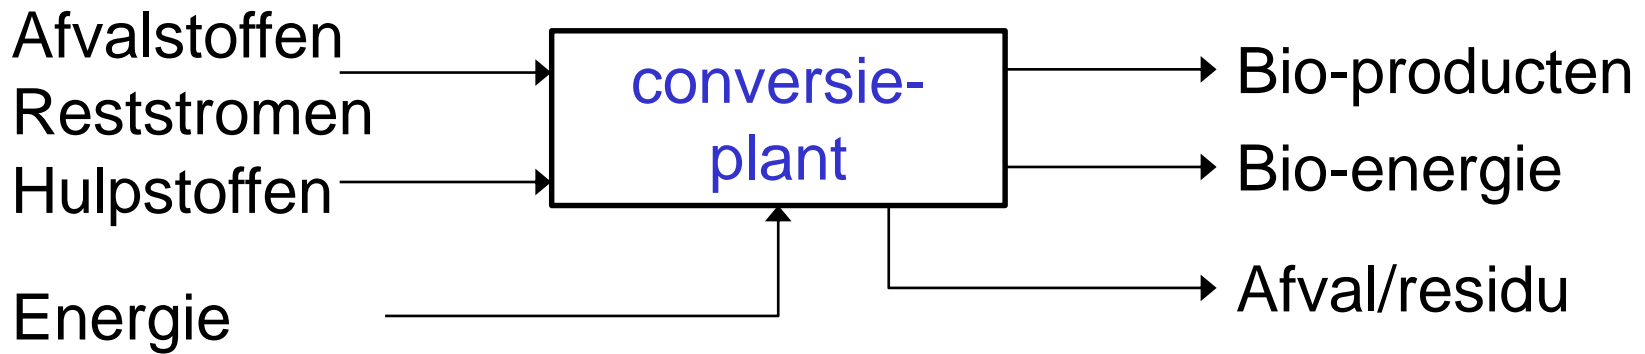 Afvalstoffen
Reststromen
Hulpstoffen
Energie
conversie-
plant
Bio-producten
Bio-energie
Afval/residu